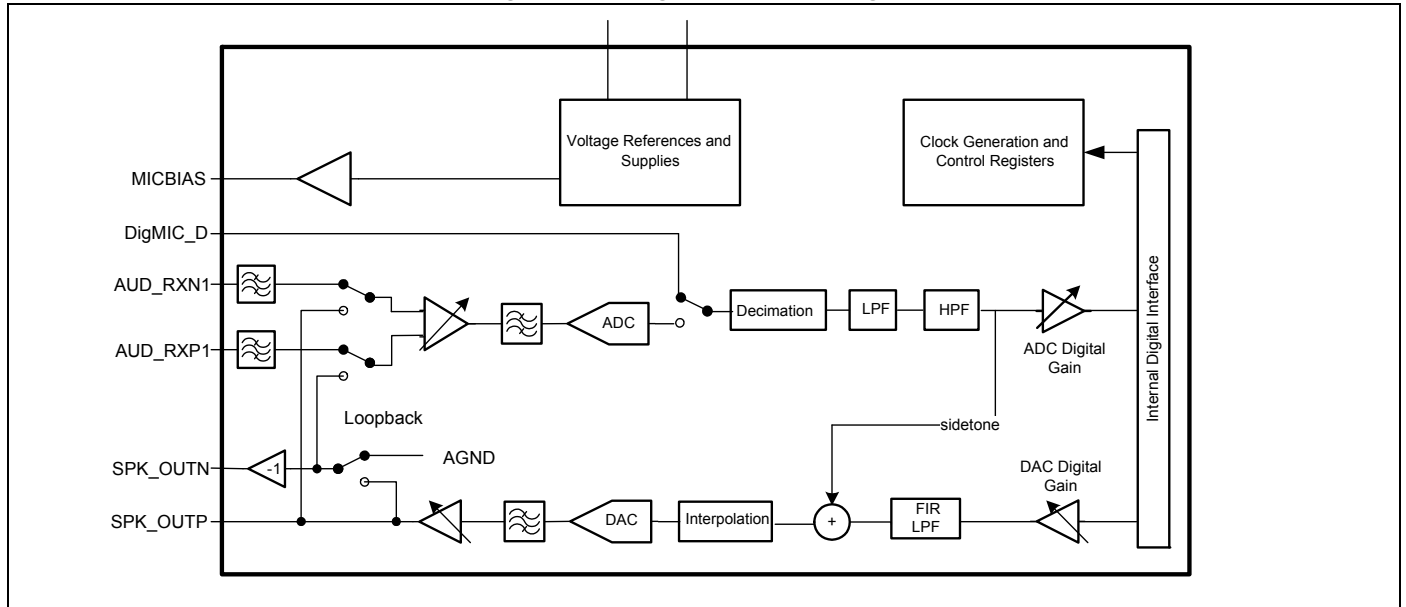 Voltage References and
Supplies
Clock Generation and
Control Registers
MICBIAS
DigMIC_D
AUD_RXN1
AUD_RXP1
ADC
Decimation
LPF
HPF
ADC Digital
Gain
Internal Digital Interface
Loopback
sidetone
SPK_OUTN
-1
AGND
DAC Digital
Gain
SPK_OUTP
DAC
Interpolation
+
FIR
LPF